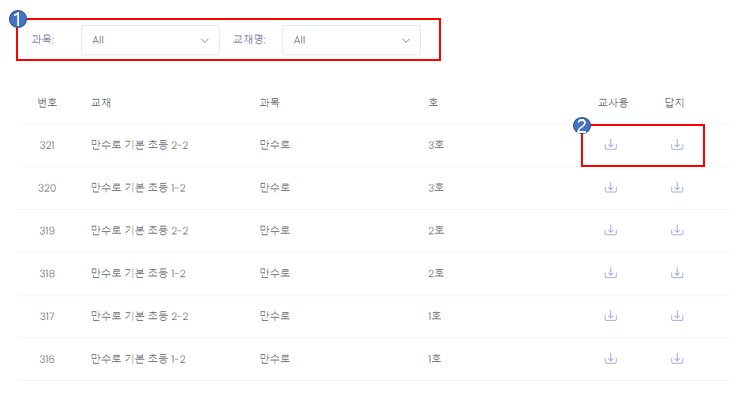 1
과목: All 교재명: All
번호 교재 과목 호 교사용 답지
2
321 만수로 기본 초등 2-2 만수로 3호
320 만수로 기본 초등 1-2 만수로 3호
319 만수로 기본 초등 2-2 만수로 2호
318 만수로 기본 초등 1-2 만수로 2호
317 만수로 기본 초등 2-2 만수로 1호
316 만수로 기본 초등 1-2 만수로 1호